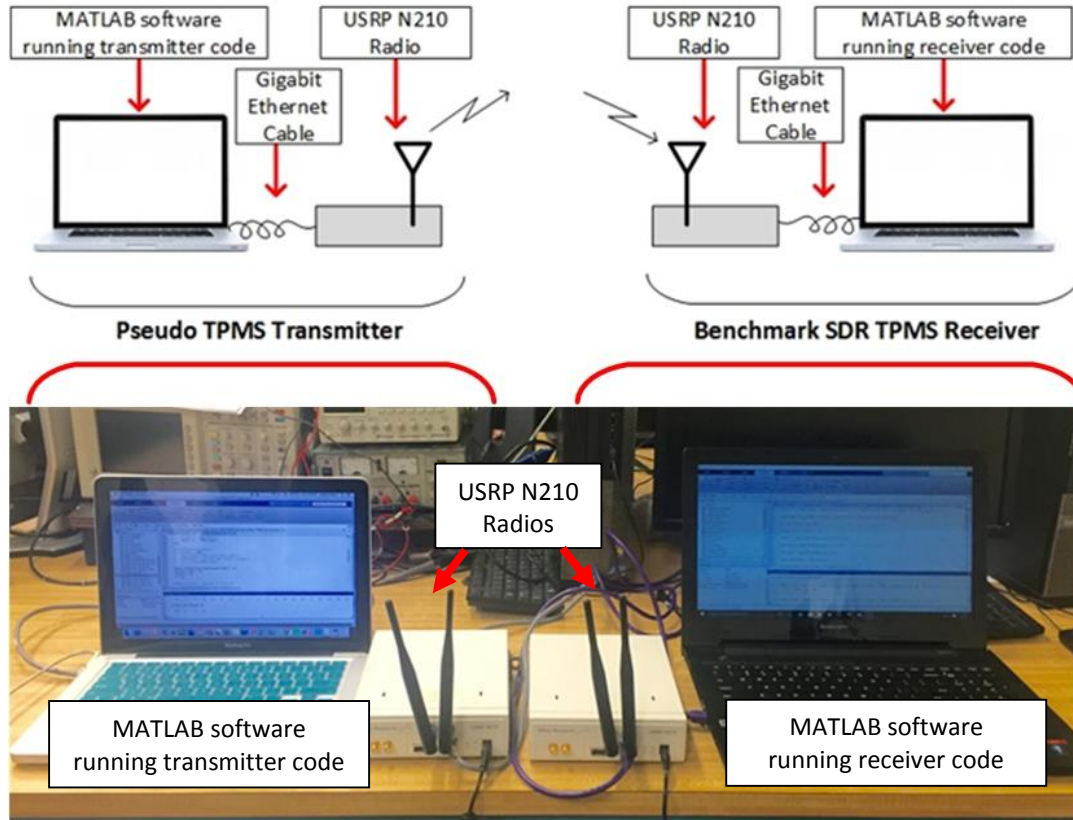 MATLAB software
running transmitter code
USRP N210
Radio
Gigabit
Ethernet
Cable
USRP N210
Radio
MATLAB software
running receiver code
Gigabit
Ethernet
Cable
Pseudo TPMS Transmitter
Benchmark SDR TPMS Receiver
USRP N210
Radios
MATLAB software
running transmitter code
MATLAB software
running receiver code